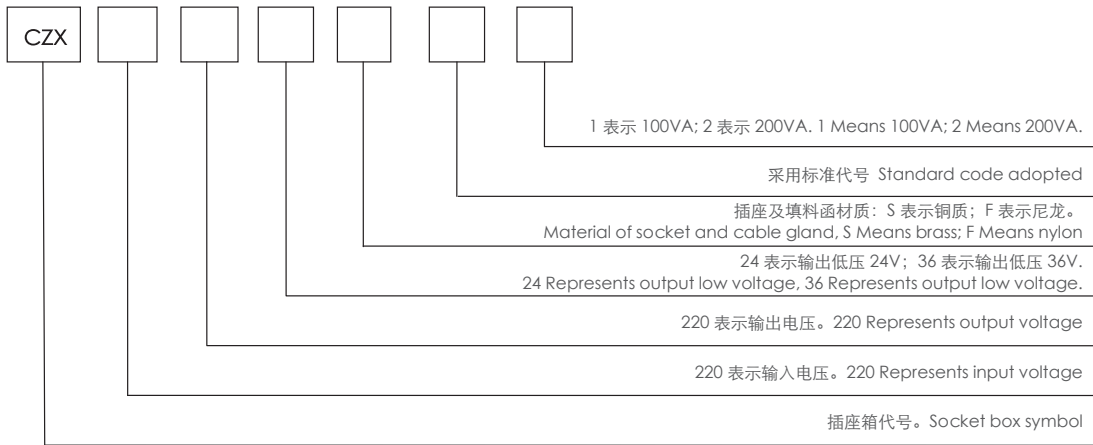 CZX
1 表示 100VA; 2 表示 200VA. 1 Means 100VA; 2 Means 200VA.
采用标准代号 Standard code adopted
插座及填料函材质：S 表示铜质；F 表示尼龙。
Material of socket and cable gland, S Means brass; F Means nylon
24 表示输出低压 24V；36 表示输出低压 36V.
24 Represents output low voltage, 36 Represents output low voltage.
220 表示输出电压。220 Represents output voltage
220 表示输入电压。220 Represents input voltage
插座箱代号。Socket box symbol